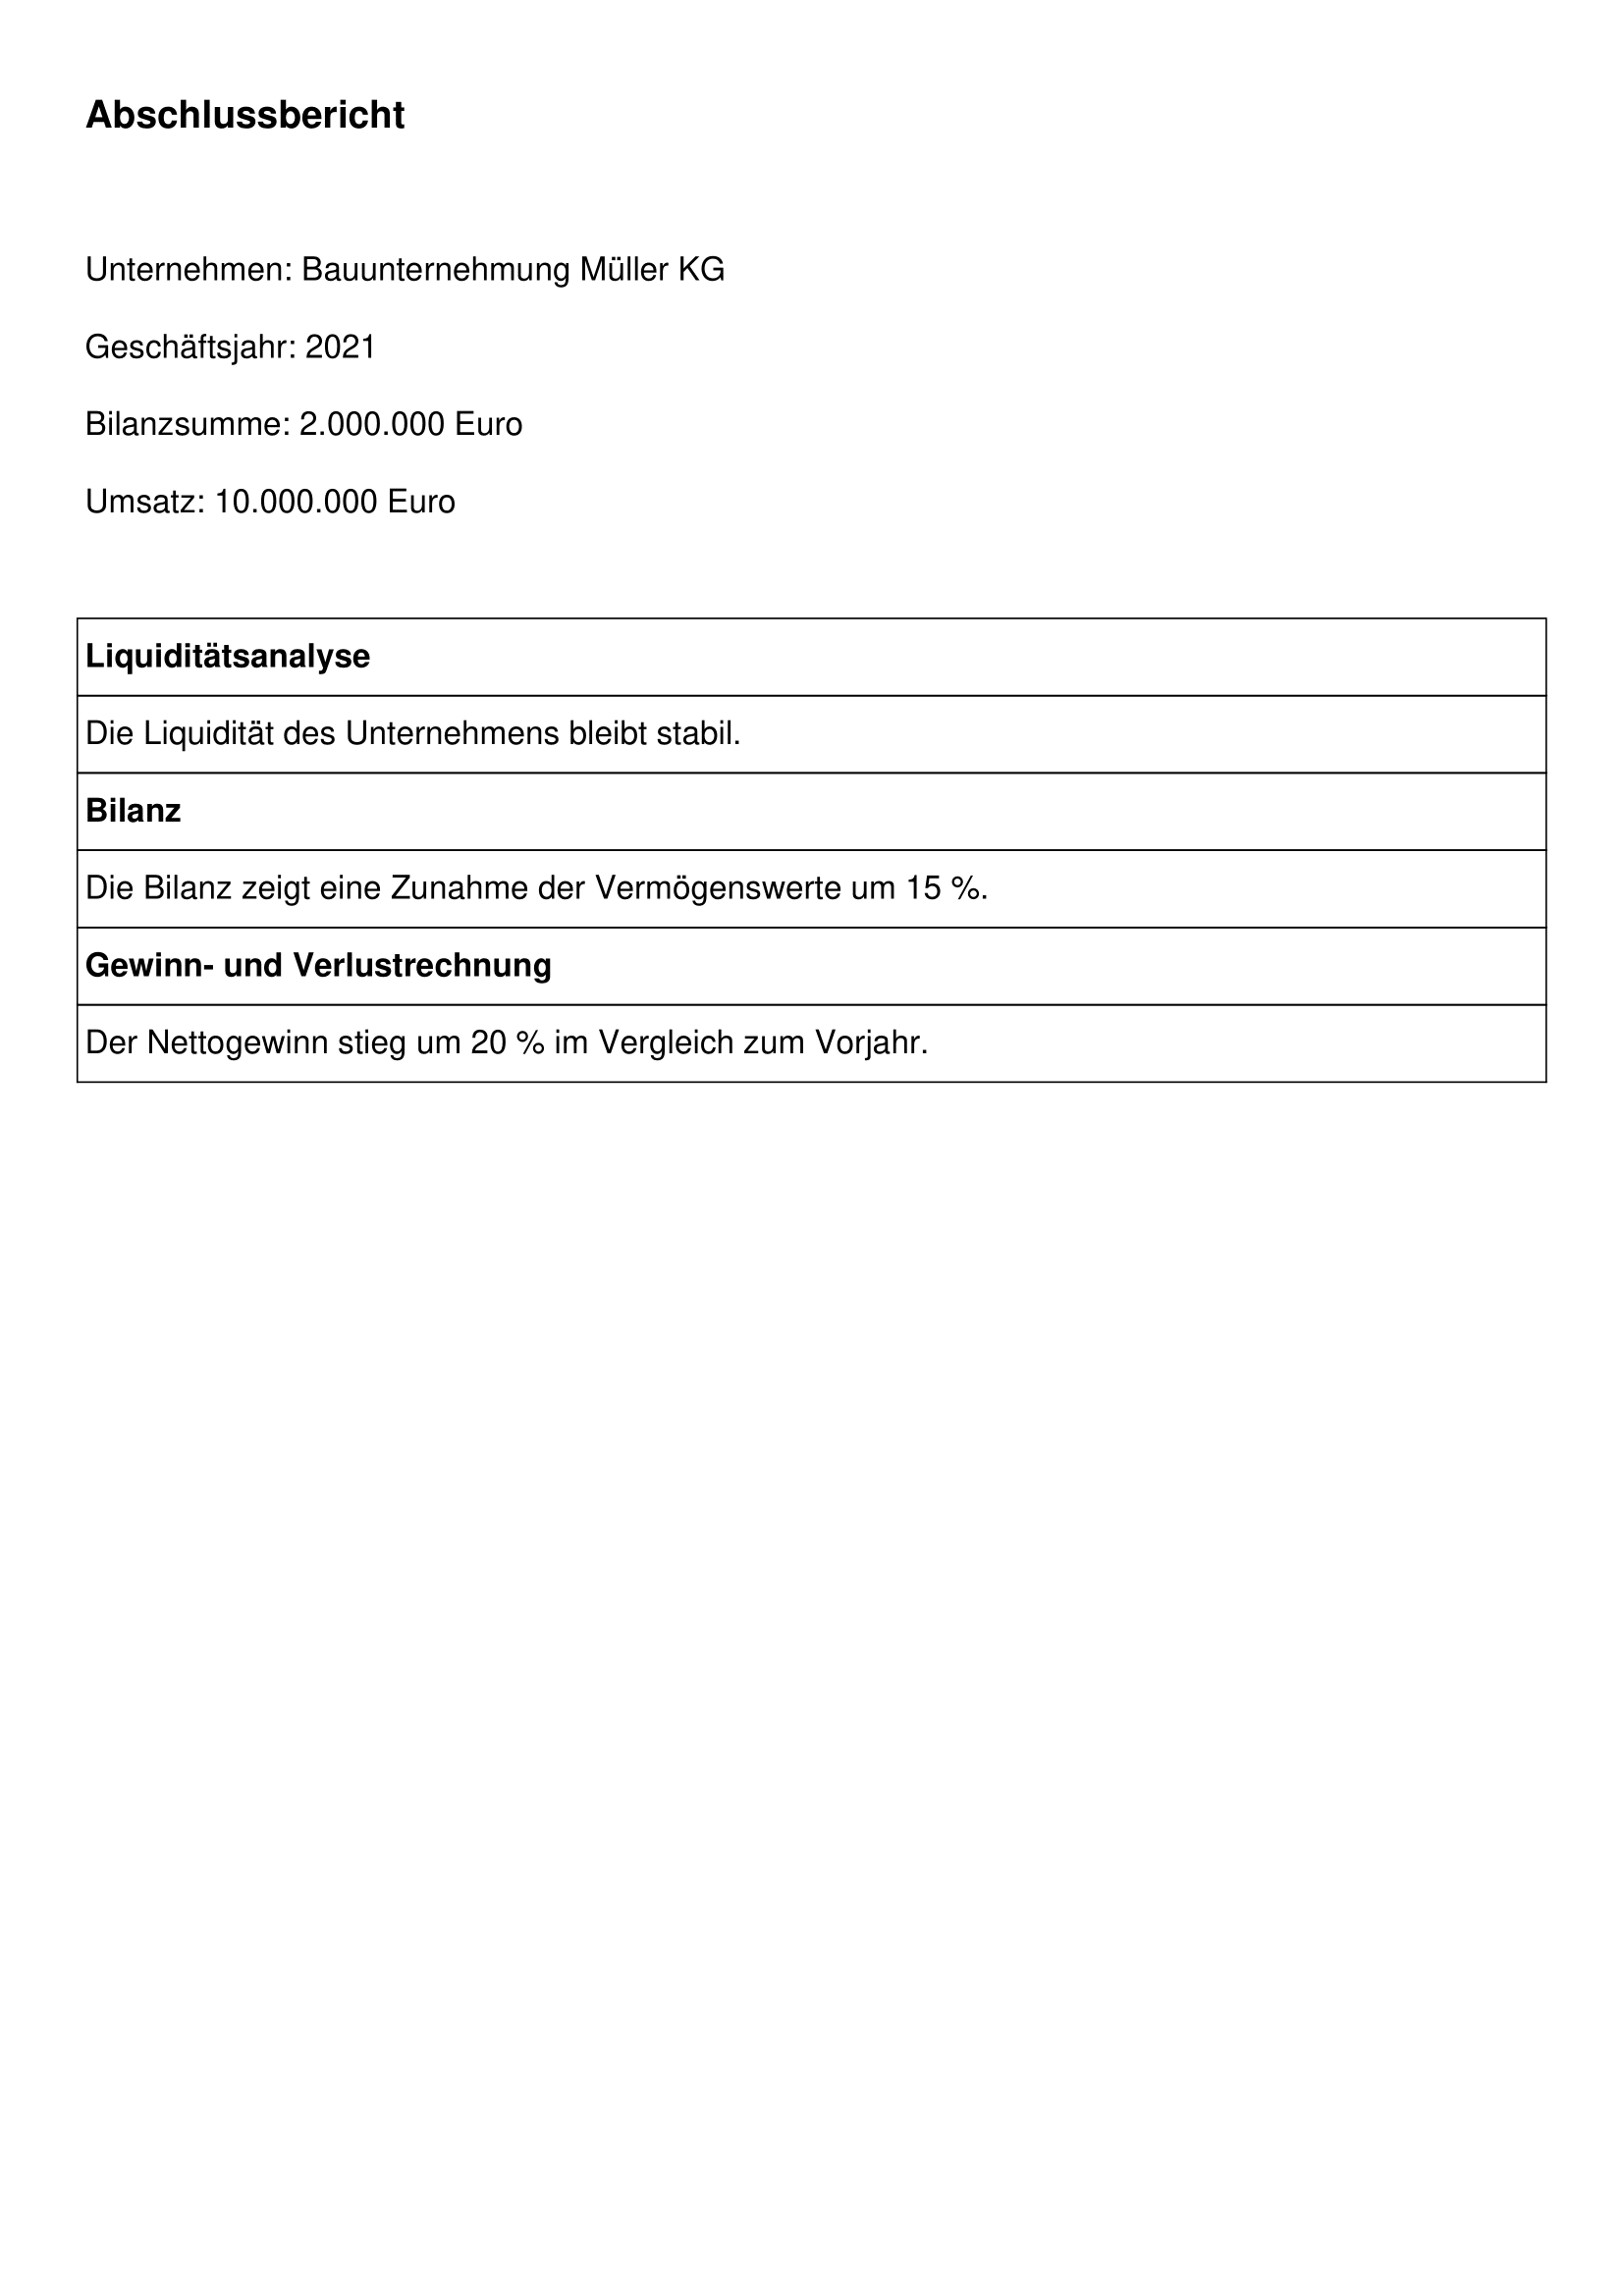 Abschlussbericht
Unternehmen: Bauunternehmung Müller KG
Geschäftsjahr: 2021
Bilanzsumme: 2.000.000 Euro
Umsatz: 10.000.000 Euro
Liquiditätsanalyse
Die Liquidität des Unternehmens bleibt stabil.
Bilanz
Die Bilanz zeigt eine Zunahme der Vermögenswerte um 15 %.
Gewinn- und Verlustrechnung
Der Nettogewinn stieg um 20 % im Vergleich zum Vorjahr.